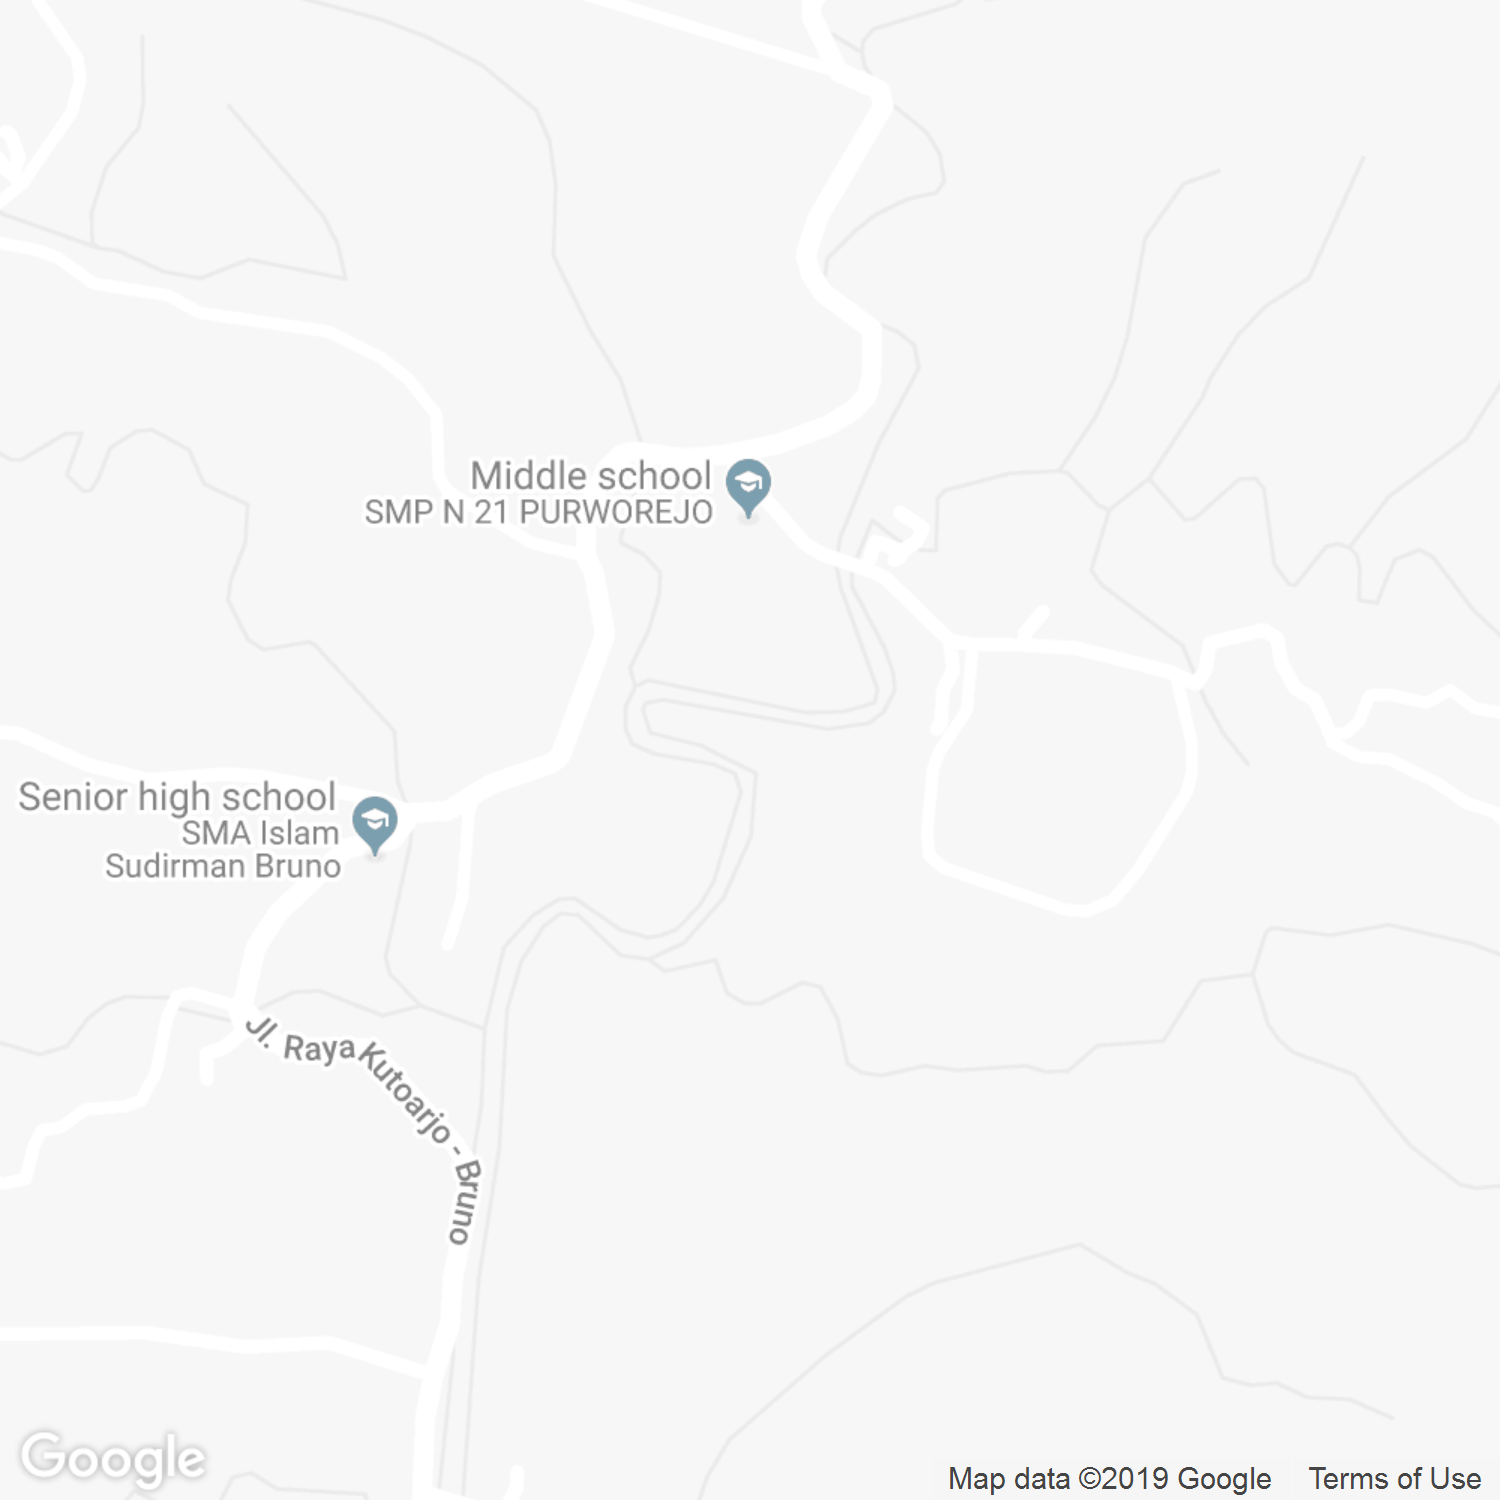 Middle school
SMP N 21 PURWOREJO
Senior high school
SMA Islam
Sudirman Bruno
Jl. Raya Kutoarjo - Bruno
Google
Map data ©2019 Google
Terms of Use